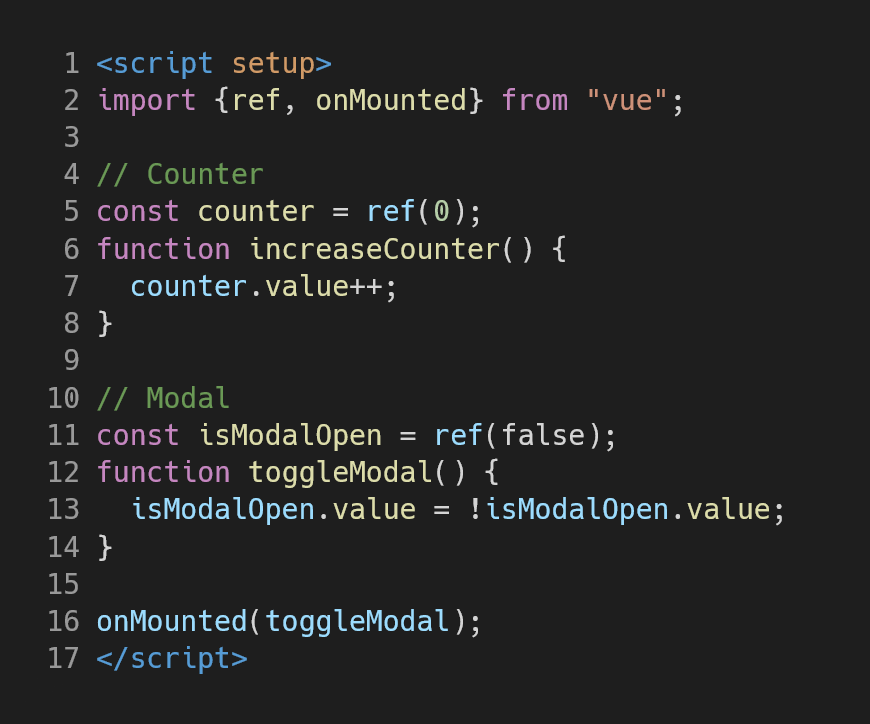 1 <script setup>
2 import {ref, onMounted} from "vue";
3
4 // Counter
5 const counter = ref(0);
6 function increaseCounter() {
7   counter.value++;
8 }
9
10 // Modal
11 const isModalOpen = ref(false);
12 function toggleModal() {
13   isModalOpen.value = !isModalOpen.value;
14 }
15
16 onMounted(toggleModal);
17 </script>